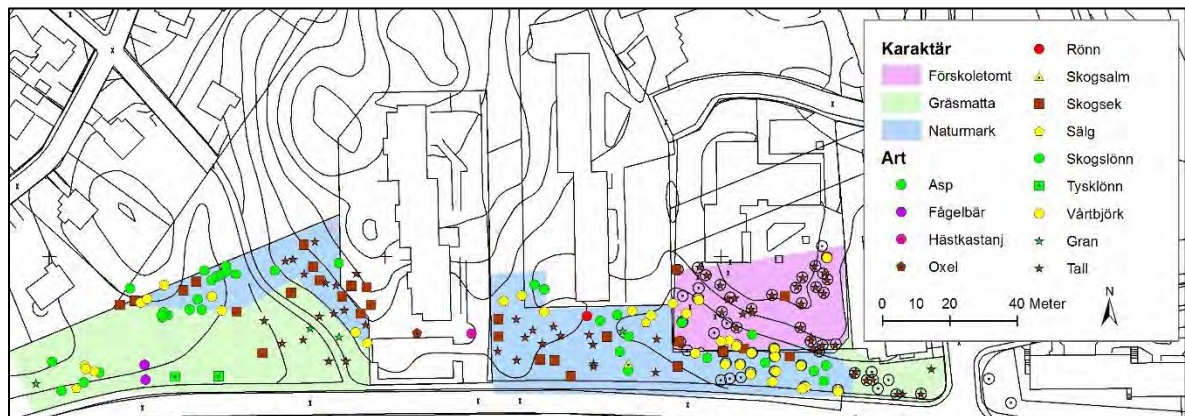 Karaktär
Förskoletomt
Gräsmatta
Naturmark
Art
Asp
Fågelbär
Hästkastanj
Oxel
Rönn
Skogsalm
Skogsek
Sälg
Skogslönn
Tysklönn
Vårtbjörk
Gran
Tall
0 10 20 40 Meter
N